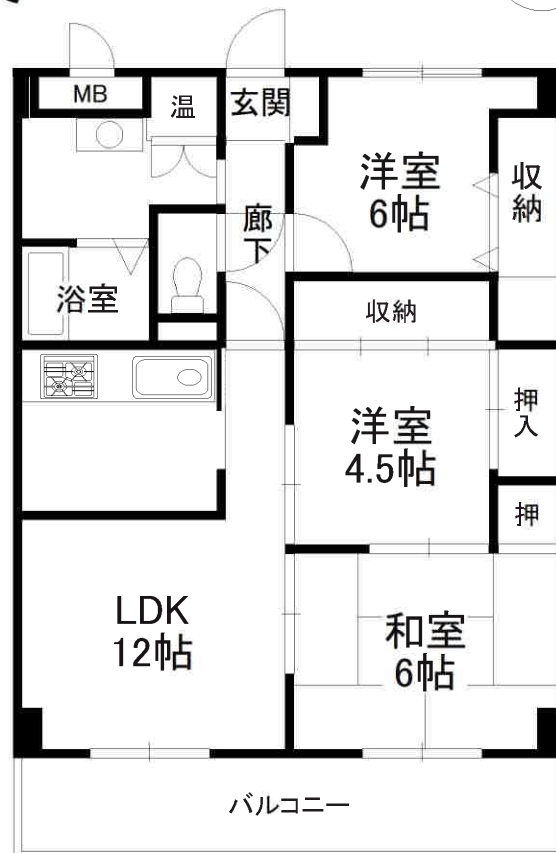 MB
温
玄関
洋室
6帖
収納
廊下
浴室
収納
洋室
4.5帖
押入
押
LDK
12帖
和室
6帖
バルコニー